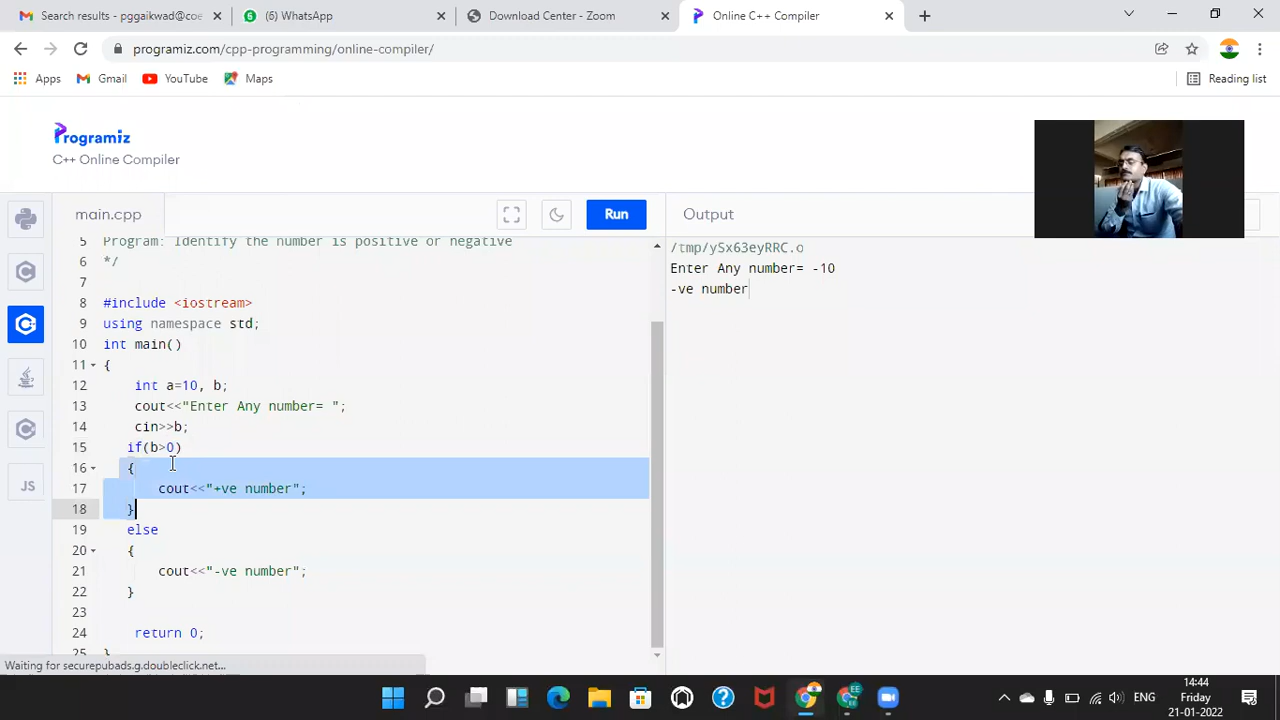 Search results - pggaikwad@coe
(1) WhatsApp
Download Center - Zoom
Online C++ Compiler
programiz.com/cpp-programming/online-compiler/
Apps
Gmail
YouTube
Maps
Reading list
Programiz
C++ Online Compiler
main.cpp
Run
Output
5 Program: Identify the number is positive or negative
6 */
7
8 #include <iostream>
9 using namespace std;
10 int main()
11 {
12 int a=10, b;
13 cout<<"Enter Any number= ";
14 cin>>b;
15 if(b>0)
16 {
17 cout<<"+ve number";
18 }
19 else
20 {
21 cout<<"-ve number";
22 }
23
24 return 0;
25 }
/tmp/ySx63eyRRC.o
Enter Any number= -10
-ve number
JS
Waiting for securepubads.g.doubleclick.net...
ENG
14:44
Friday
21-01-2022